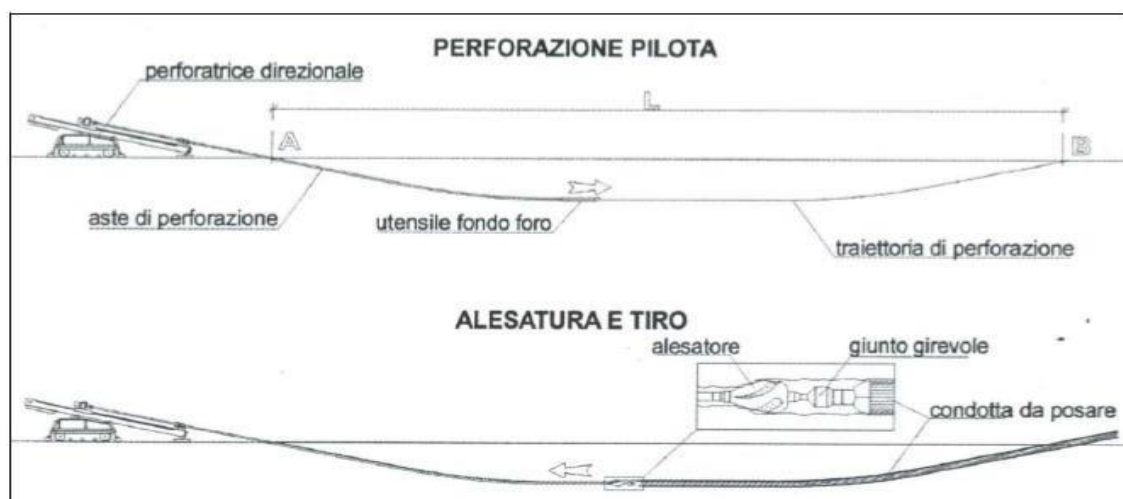 PERFORAZIONE PILOTA
perforatrice direzionale
L
A
B
aste di perforazione
utensile fondo foro
traiettoria di perforazione
ALESATURA E TIRO
alesatore
giunto girevole
condotta da posare